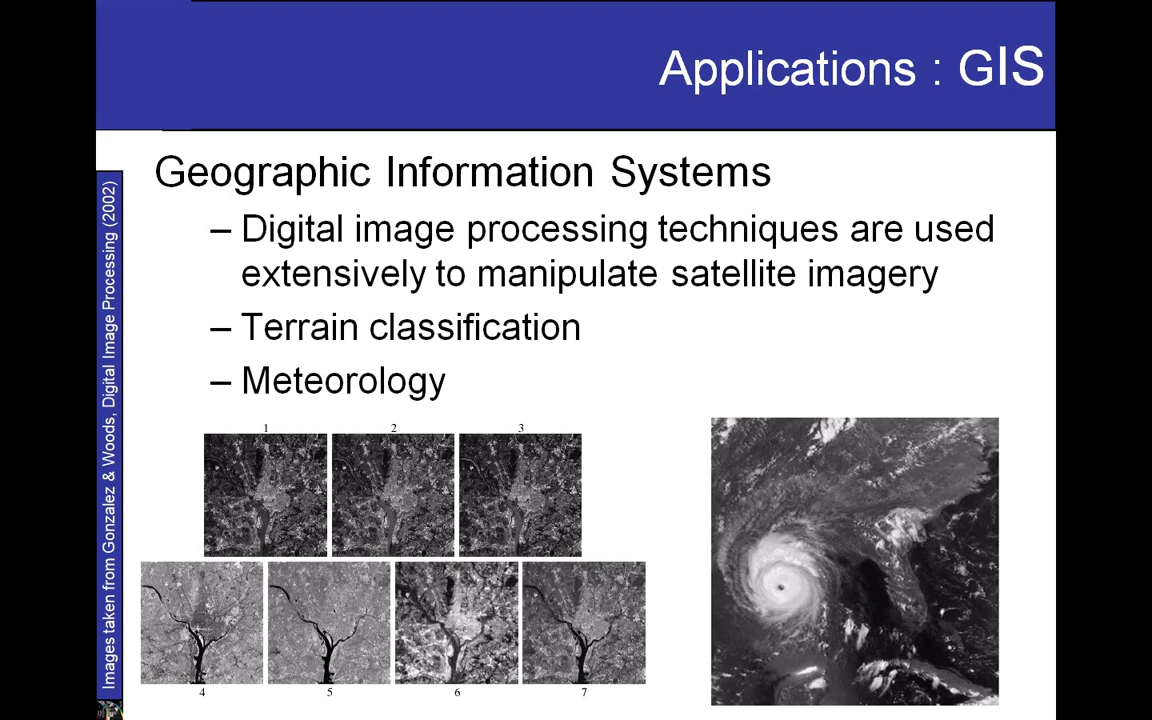 Applications : GIS
Geographic Information Systems
– Digital image processing techniques are used
extensively to manipulate satellite imagery
– Terrain classification
– Meteorology
Images taken from Gonzalez & Woods, Digital Image Processing (2002)
1 2 3
4 5 6 7